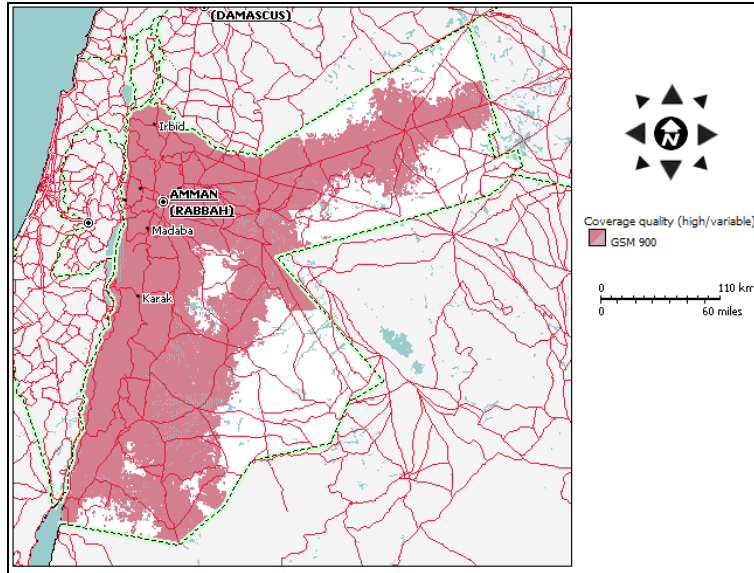 (DAMASCUS)
Irbid
AMMAN
(RABBAH)
Madaba
Karak
N
Coverage quality (high/variable)
GSM 900
0 110 km
0 60 miles